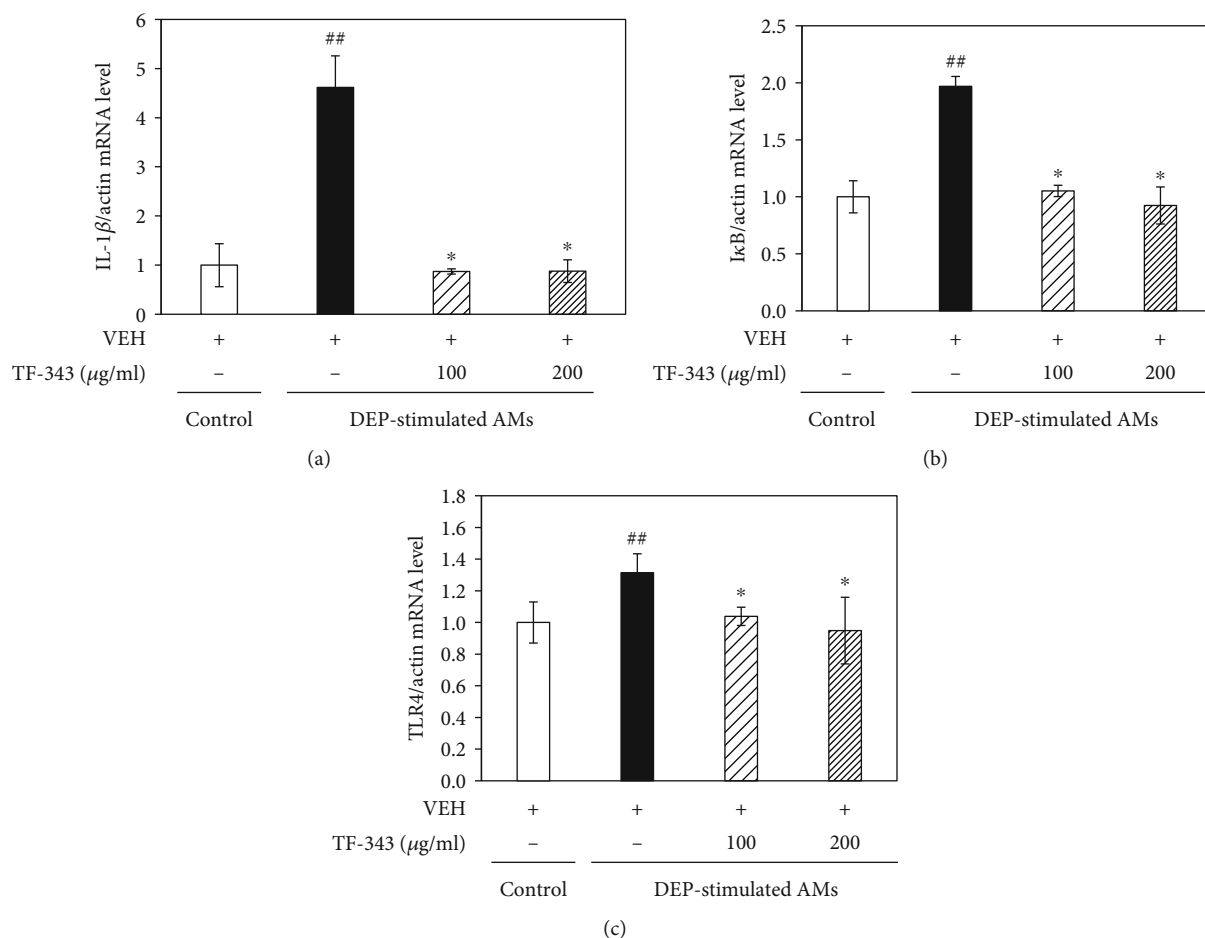 6
5
4
3
2
1
0
IL-1β/actin mRNA level
##
*
*
VEH + + + +
TF-343 (μg/ml) – – 100 200
Control DEP-stimulated AMs
(a)
2.5
2.0
1.5
1.0
0.5
0.0
IκB/actin mRNA level
##
*
*
VEH + + + +
TF-343 (μg/ml) – – 100 200
Control DEP-stimulated AMs
(b)
1.8
1.6
1.4
1.2
1.0
0.8
0.6
0.4
0.2
0.0
TLR4/actin mRNA level
##
*
*
VEH + + + +
TF-343 (μg/ml) – – 100 200
Control DEP-stimulated AMs
(c)